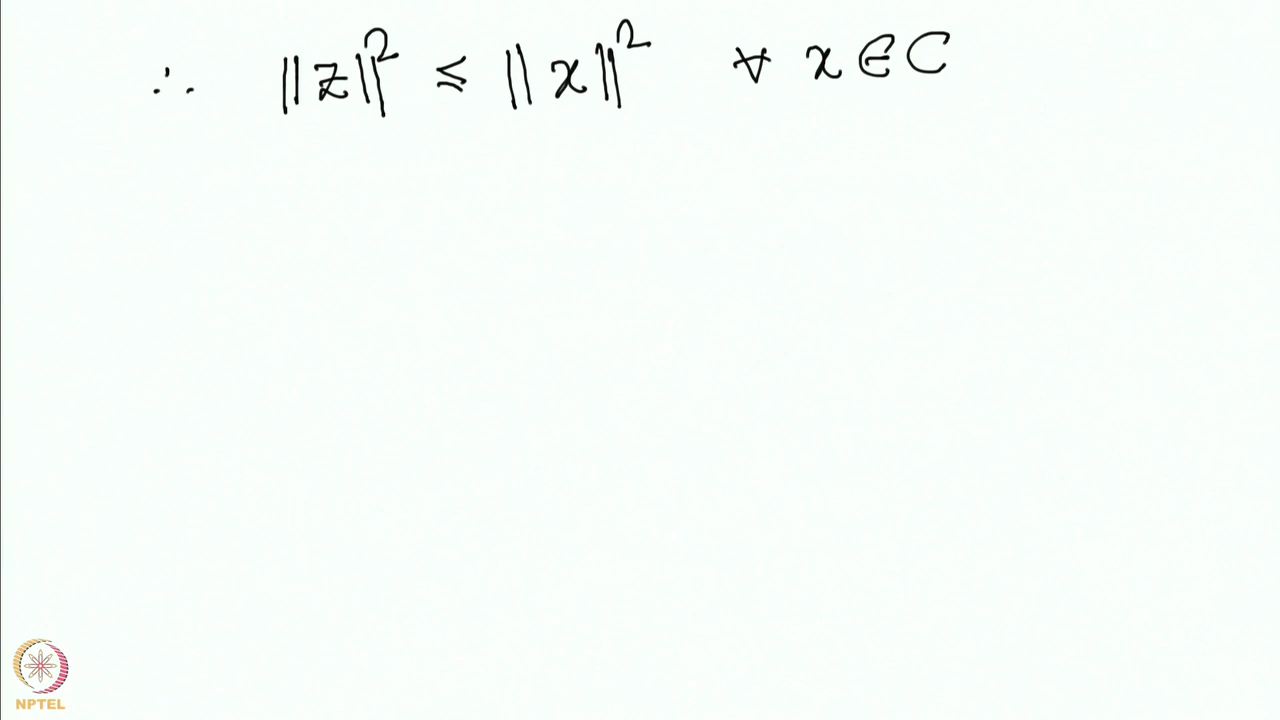 ∴ ||z||² ≤ ||x||² ∀ x ∈ C
NPTEL